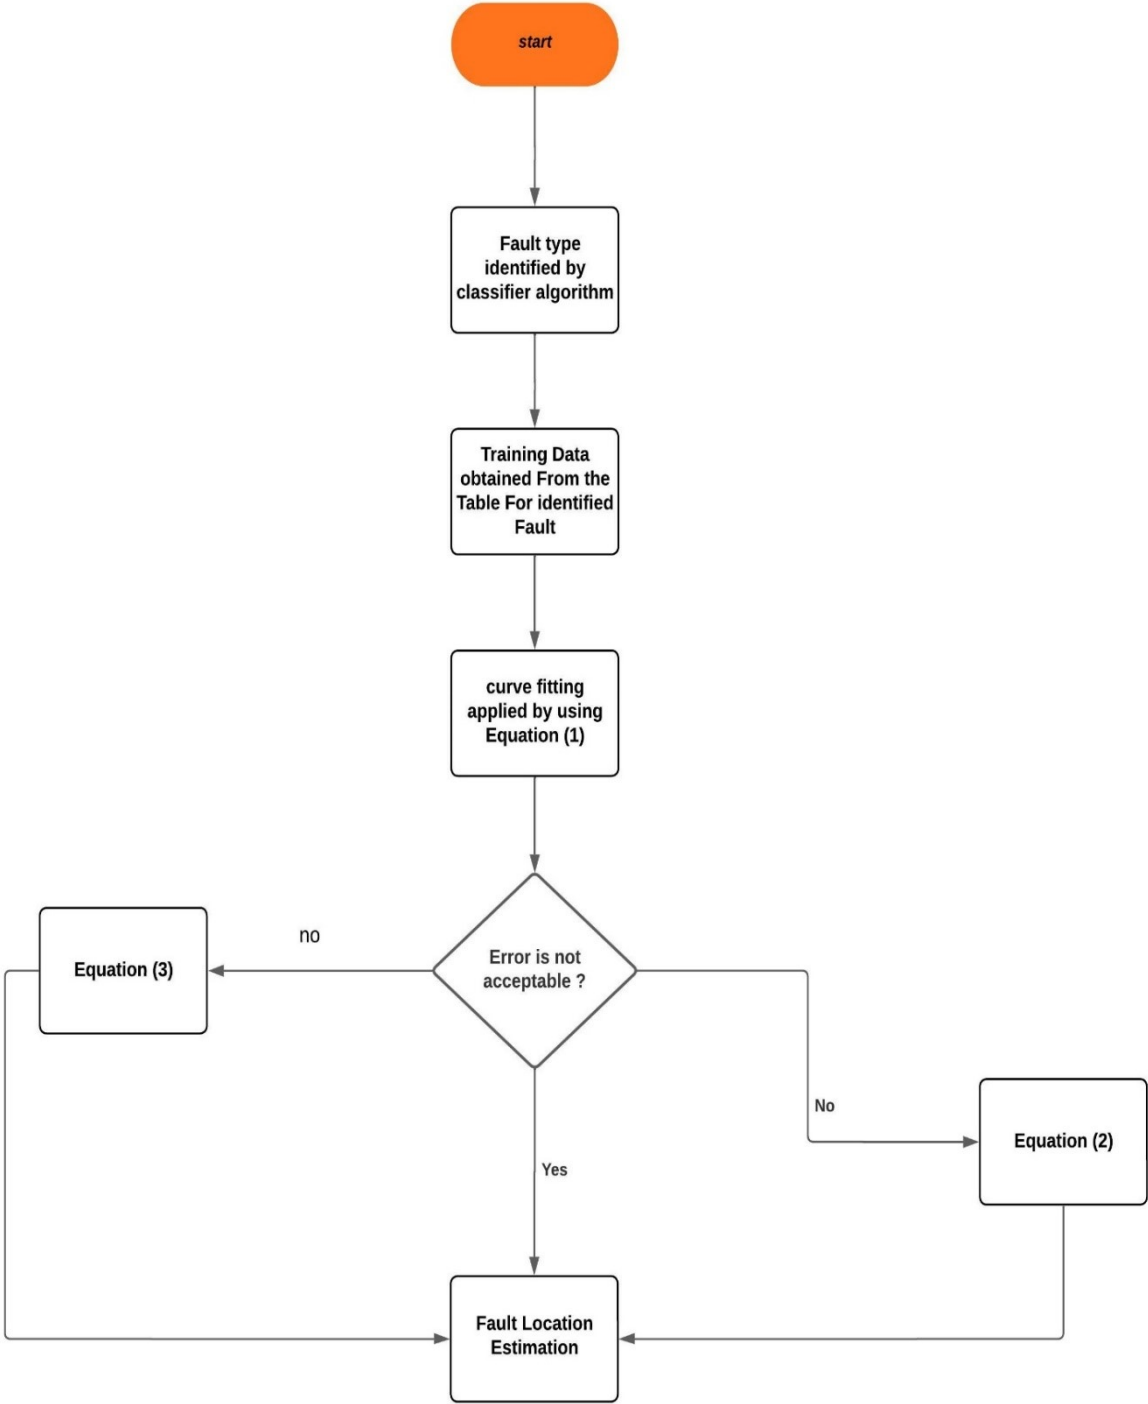 start
Fault type
identified by
classifier algorithm
Training Data
obtained From the
Table For identified
Fault
curve fitting
applied by using
Equation (1)
no
Equation (3)
Error is not
acceptable ?
No
Equation (2)
Yes
Fault Location
Estimation